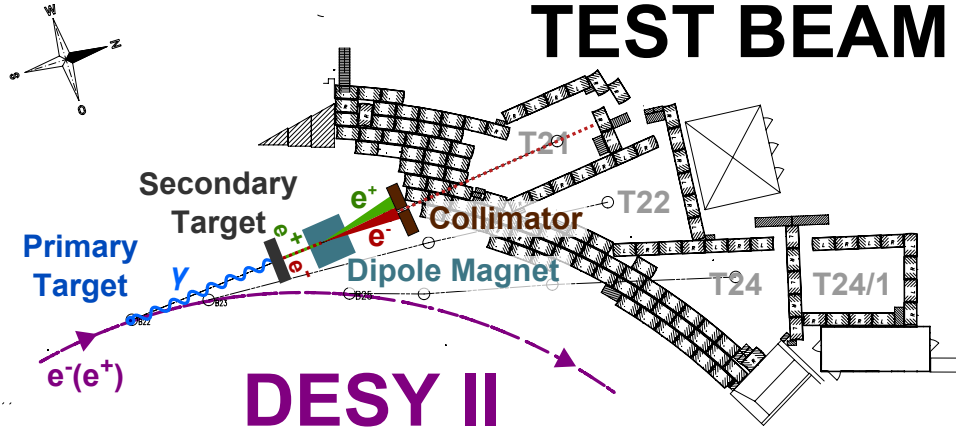 TEST BEAM
W
N
S
O
T21
Secondary
Target
e⁺
T22
Collimator
e⁺
e⁻
e⁻
Primary
Target
γ
Dipole Magnet
T24
T24/1
B23
B25
B22
e⁻(e⁺)
DESY II